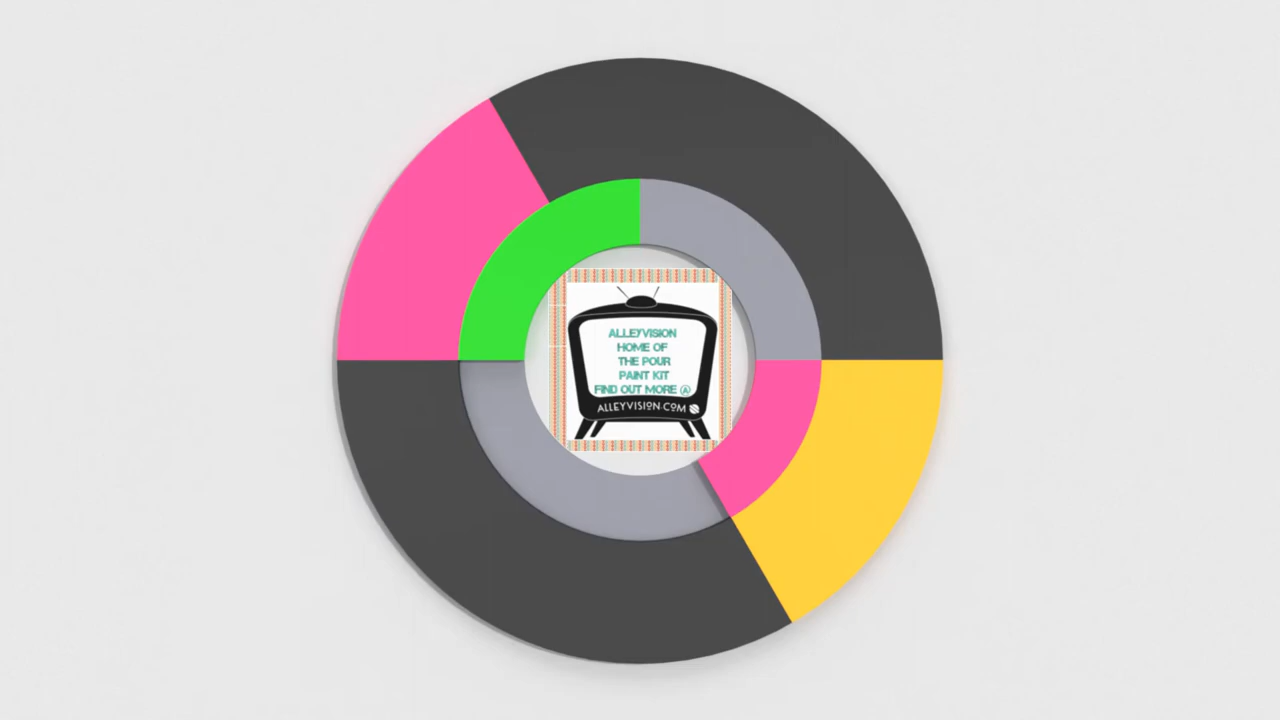 ALLEYVISION
HOME OF
THE POUR
PAINT KIT
FIND OUT MORE @
ALLEYVISION.COM